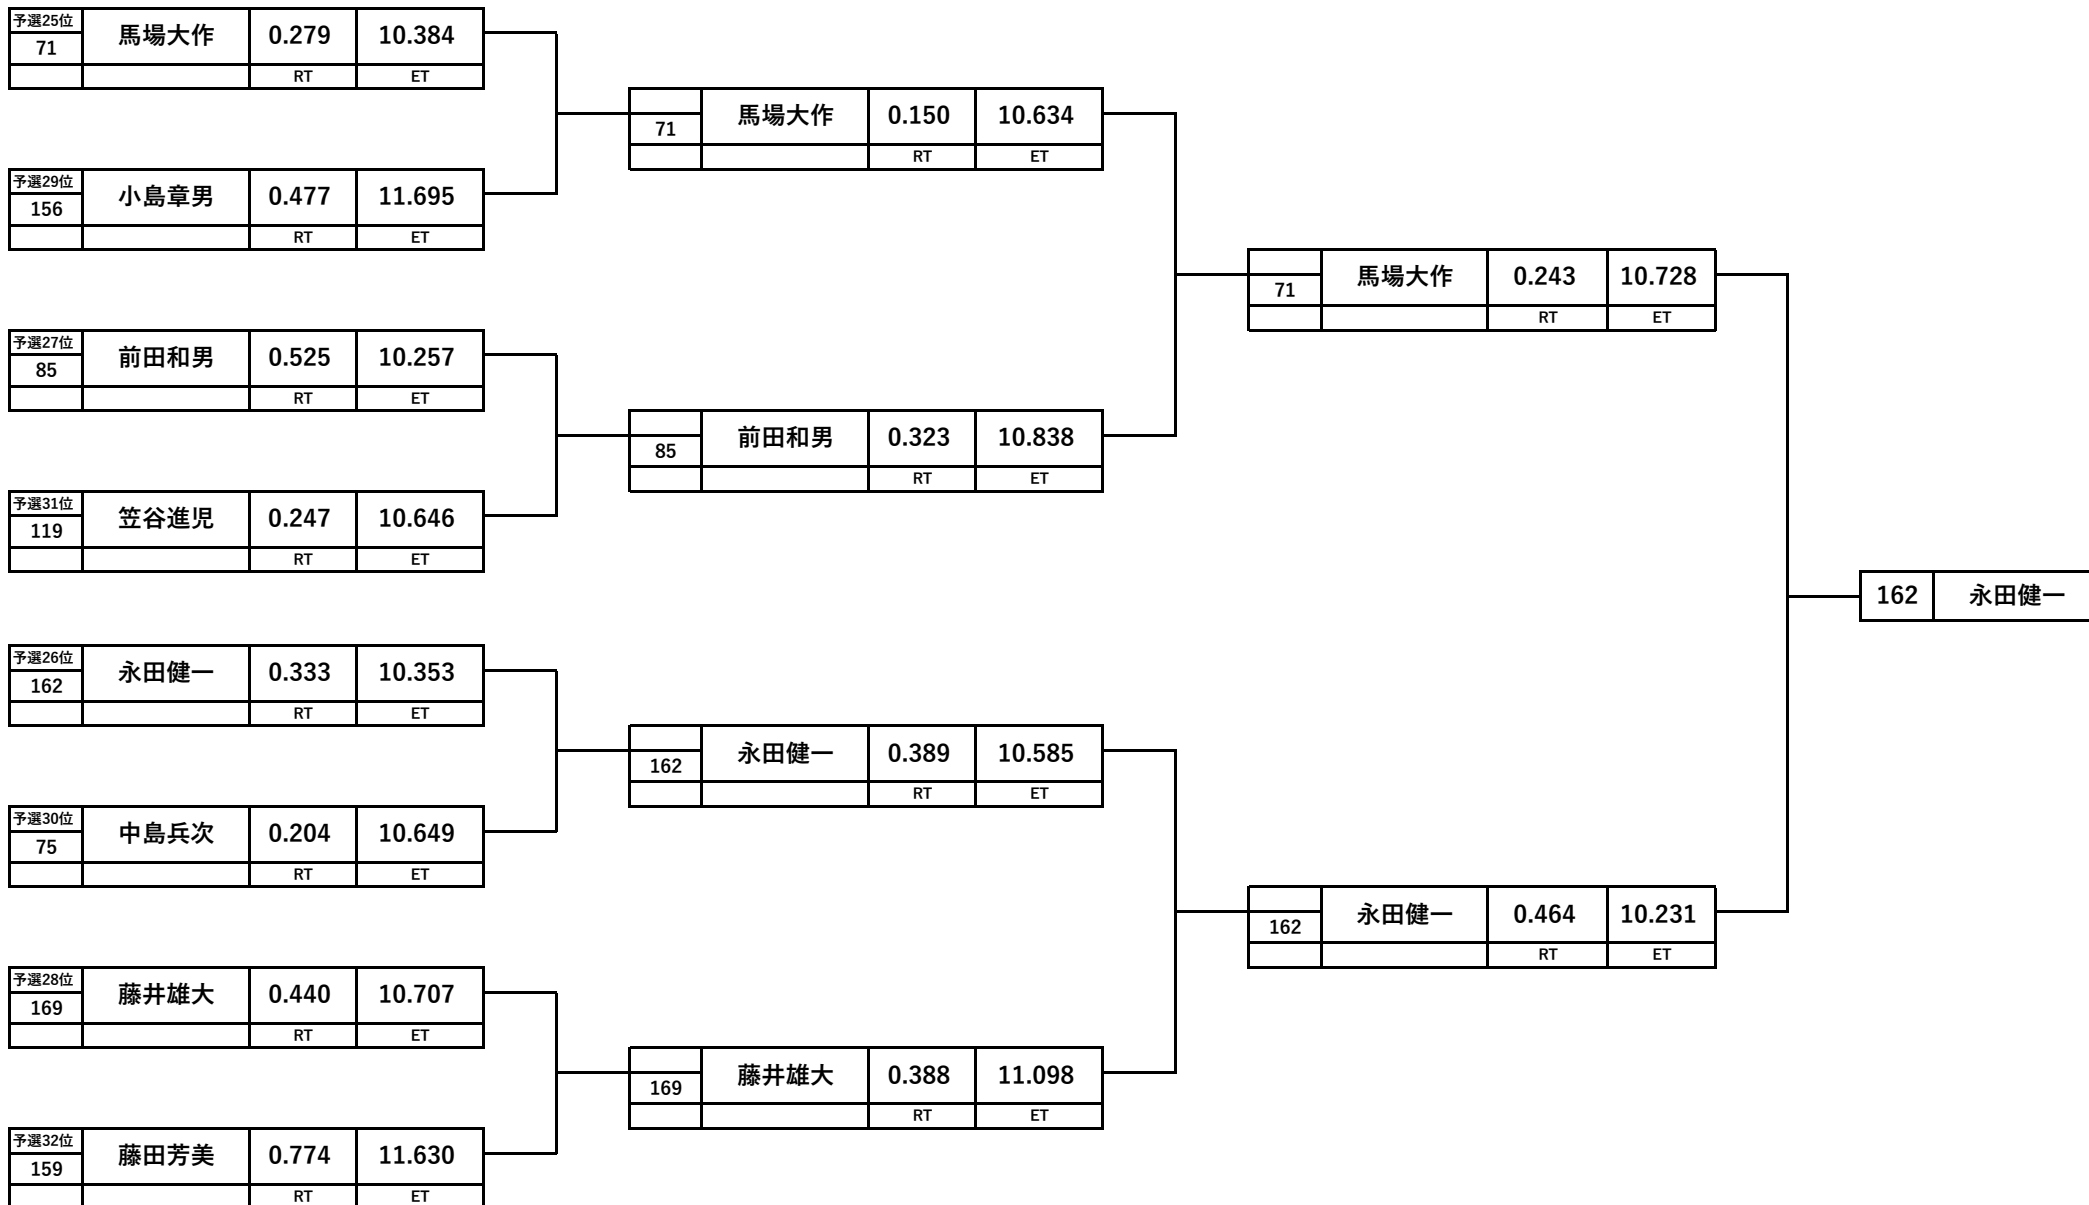 予選25位
71
馬場大作 0.279 10.384
RT ET
予選29位
156
小島章男 0.477 11.695
RT ET
予選27位
85
前田和男 0.525 10.257
RT ET
予選31位
119
笠谷進児 0.247 10.646
RT ET
予選26位
162
永田健一 0.333 10.353
RT ET
予選30位
75
中島兵次 0.204 10.649
RT ET
予選28位
169
藤井雄大 0.440 10.707
RT ET
予選32位
159
藤田芳美 0.774 11.630
RT ET
71
馬場大作 0.150 10.634
RT ET
85
前田和男 0.323 10.838
RT ET
162
永田健一 0.389 10.585
RT ET
169
藤井雄大 0.388 11.098
RT ET
71
馬場大作 0.243 10.728
RT ET
162
永田健一 0.464 10.231
RT ET
162 永田健一